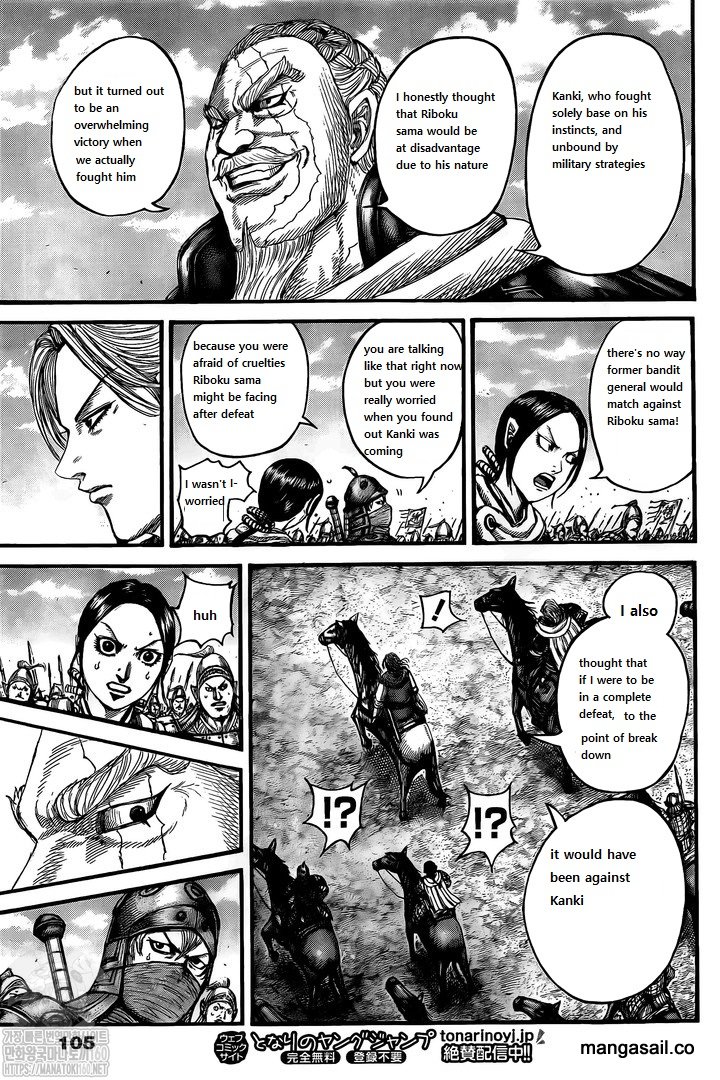 Kanki, who fought
solely base on his
instincts, and
unbound by
military strategies
I honestly thought
that Riboku
sama would be
at disadvantage
due to his nature
but it turned out
to be an
overwhelming
victory when
we actually
fought him
there's no way
former bandit
general would
match against
Riboku sama!
you are talking
like that right now
but you were
really worried
when you found
out Kanki was
coming
because you were
afraid of cruelties
Riboku sama
might be facing
after defeat
I wasn't I-
worried
I also
thought that
if I were to be
in a complete
defeat, to the
point of break
down
!
!?
!?
it would have
been against
Kanki
huh
105
ウェブ
コミック
サイト
となりのヤングジャンプ
完全無料
登録不要
tonarinoyj.jp
絶賛配信中!!
mangasail.co
HTTPS://MANATOKI160.NET